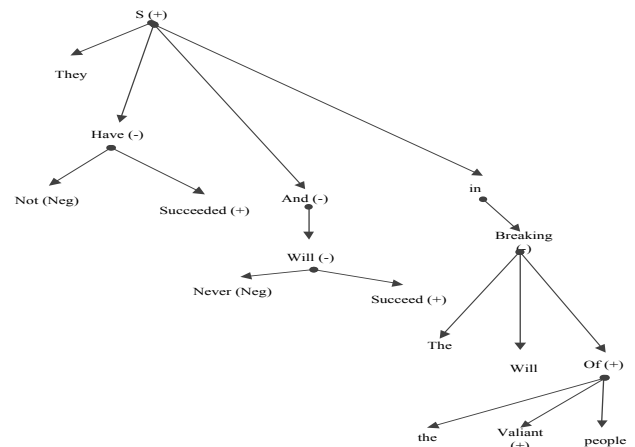 S (+)
They
Have (-)
Not (Neg)
Succeeded (+)
And (-)
in
Breaking
(-)
Will (-)
Never (Neg)
Succeed (+)
The
Will
Of (+)
the
Valiant
(+)
people